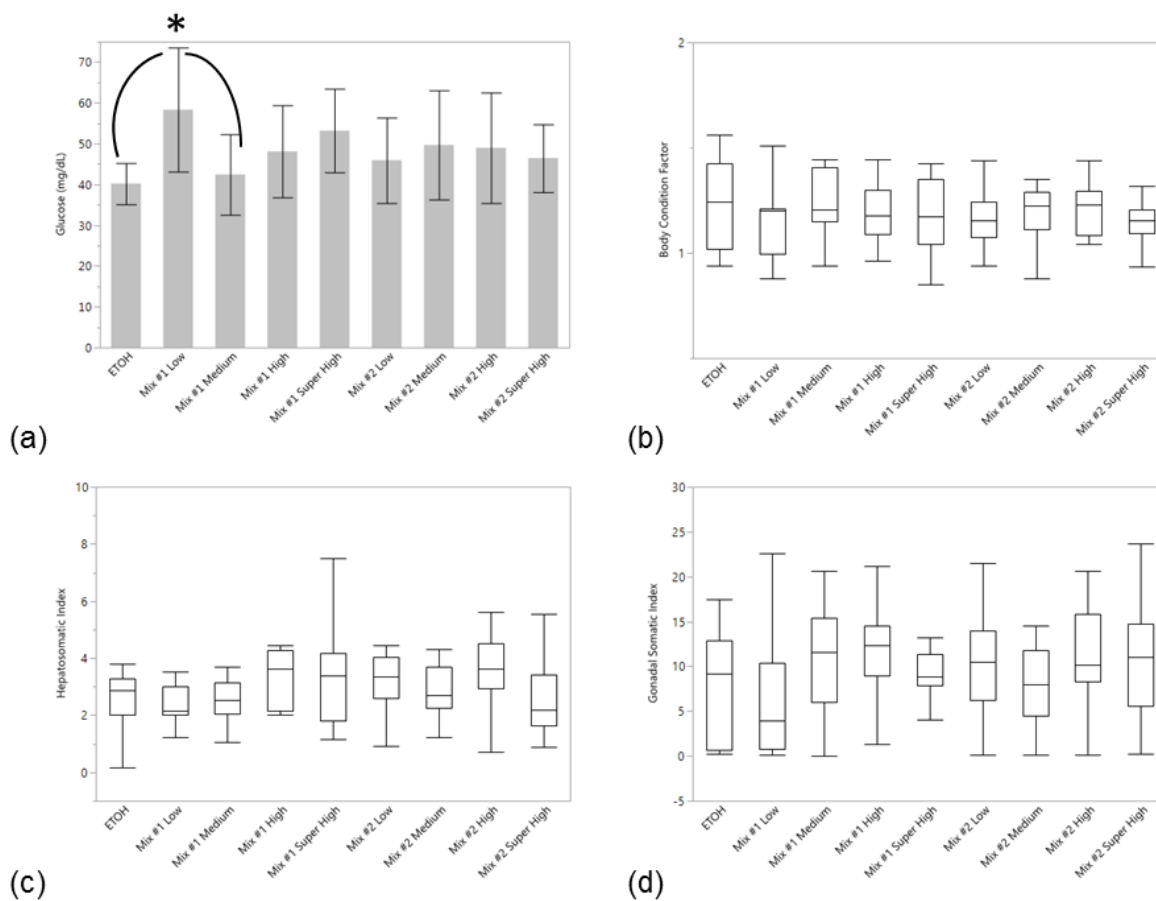 *
70
60
50
40
30
20
10
0
Glucose (mg/dL)
ETOH
Mix #1 Low
Mix #1 Medium
Mix #1 High
Mix #1 Super High
Mix #2 Low
Mix #2 Medium
Mix #2 High
Mix #2 Super High
(a)
2
1
Body Condition Factor
ETOH
Mix #1 Low
Mix #1 Medium
Mix #1 High
Mix #1 Super High
Mix #2 Low
Mix #2 Medium
Mix #2 High
Mix #2 Super High
(b)
10
8
6
4
2
0
Hepatosomatic Index
ETOH
Mix #1 Low
Mix #1 Medium
Mix #1 High
Mix #1 Super High
Mix #2 Low
Mix #2 Medium
Mix #2 High
Mix #2 Super High
(c)
30
25
20
15
10
5
0
-5
Gonadal Somatic Index
ETOH
Mix #1 Low
Mix #1 Medium
Mix #1 High
Mix #1 Super High
Mix #2 Low
Mix #2 Medium
Mix #2 High
Mix #2 Super High
(d)